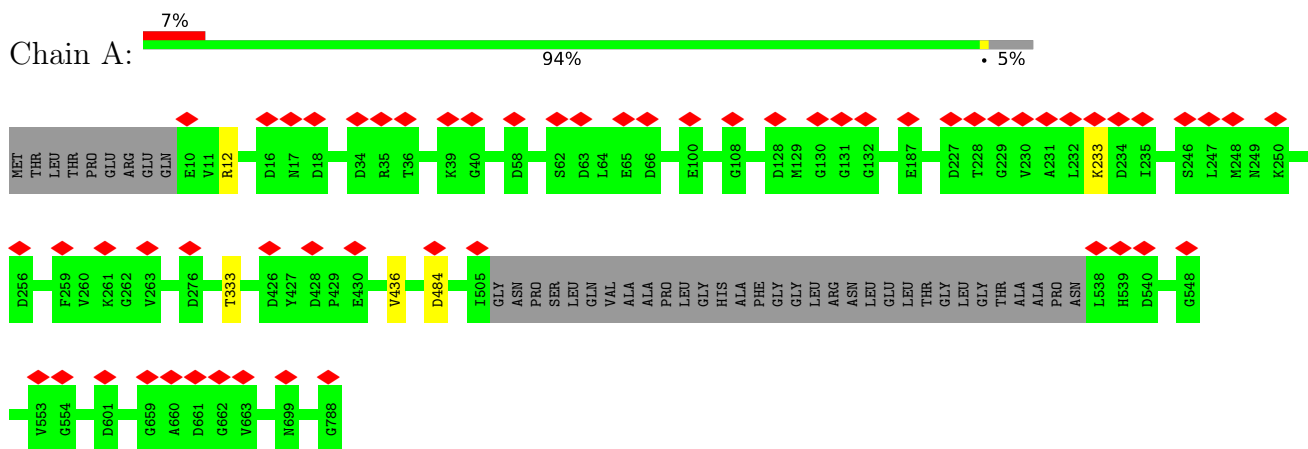 7%
Chain A:
94% • 5%
MET THR LEU THR PRO GLU ARG GLU GLN E10 V11 R12 D16 N17 D18 D34 R35 T36 K39 G40 D58 S62 D63 L64 E65 D66 E100 G108 D128 M129 G130 G131 G132 E187 D227 T228 G229 V230 A231 L232 K233 D234 I235 S246 L247 M248 N249 K250
D256 F259 V260 K261 G262 V263 D276 T333 D426 Y427 D428 P429 E430 V436 D484 I505 GLY ASN PRO SER LEU GLN VAL ALA ALA PRO LEU GLY HIS ALA PHE GLY GLY LEU ARG ASN LEU GLU LEU THR GLY LEU GLY THR ALA ALA PRO ASN L538 H539 D540 G548
V553 G554 D601 G659 A660 D661 G662 V663 N699 G788